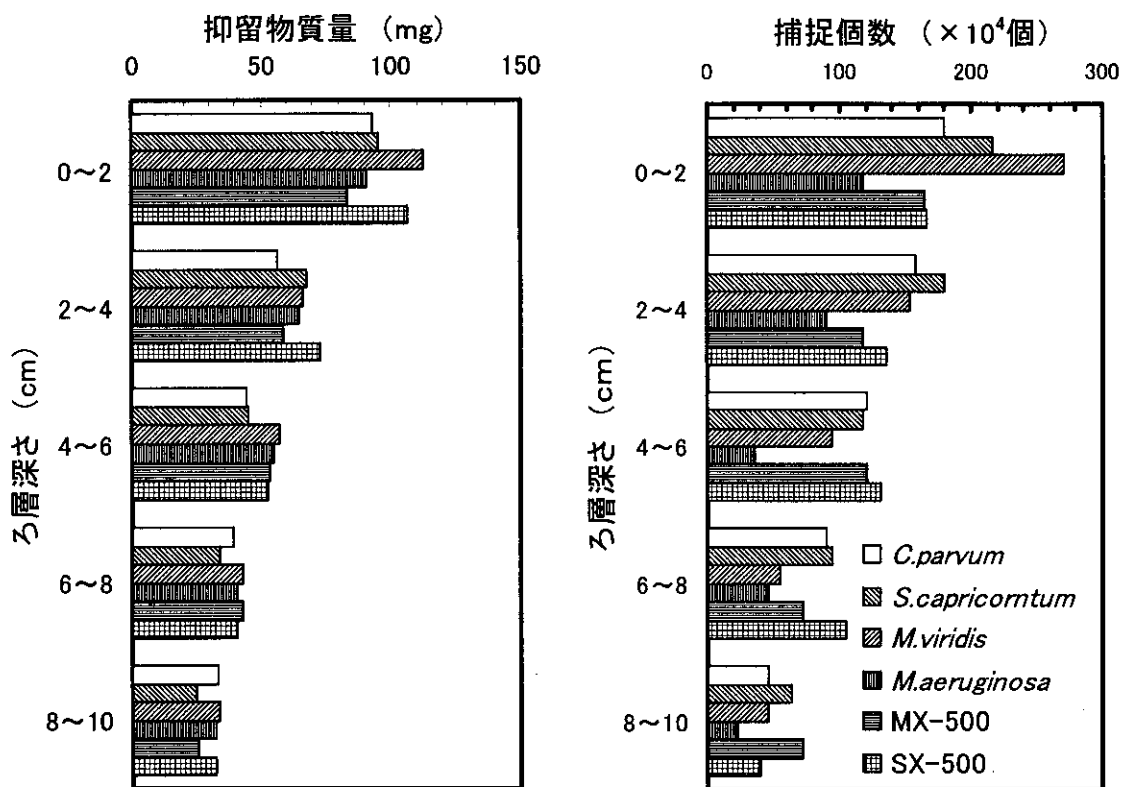 抑留物質量 (mg)
0 50 100 150
0～2
2～4
4～6
6～8
8～10
ろ層深さ (cm)
捕捉個数 (×10⁴個)
0 100 200 300
0～2
2～4
4～6
6～8
8～10
ろ層深さ (cm)
C.parvum
S.capricorntum
M.viridis
M.aeruginosa
MX-500
SX-500